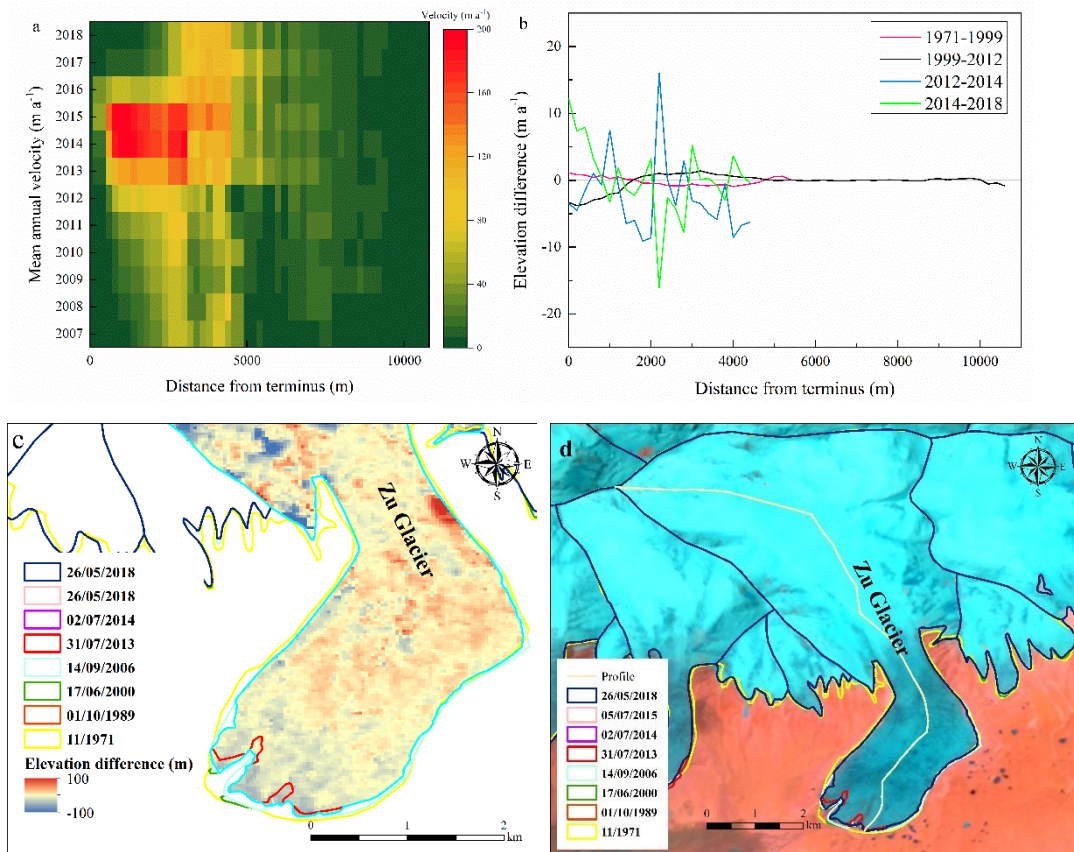 a
Velocity (m a⁻¹)
200
160
120
80
40
0
Mean annual velocity (m a⁻¹)
2018
2017
2016
2015
2014
2013
2012
2011
2010
2009
2008
2007
0
5000
10000
Distance from terminus (m)
b
1971-1999
1999-2012
2012-2014
2014-2018
Elevation difference (m a⁻¹)
20
10
0
-10
-20
0
2000
4000
6000
8000
10000
Distance from terminus (m)
c
N
W E
S
Zu Glacier
26/05/2018
26/05/2018
02/07/2014
31/07/2013
14/09/2006
17/06/2000
01/10/1989
11/1971
Elevation difference (m)
100
-100
0 1 2
km
d
N
W E
S
Zu Glacier
Profile
26/05/2018
05/07/2015
02/07/2014
31/07/2013
14/09/2006
17/06/2000
01/10/1989
11/1971
0 1 2
km